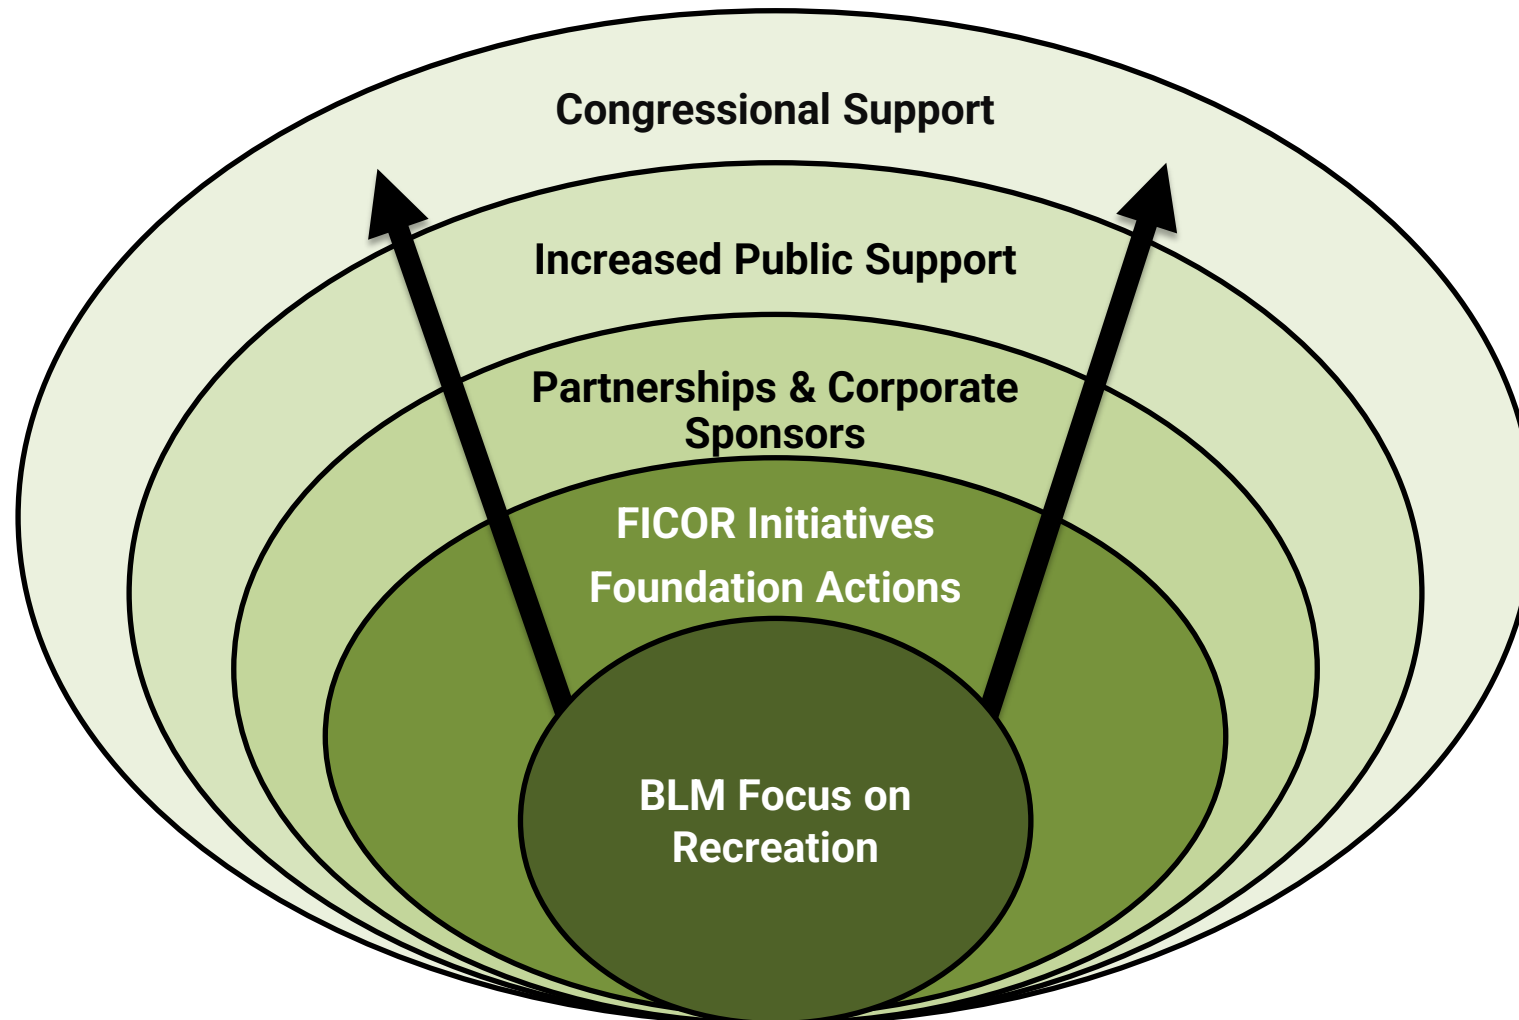 Congressional Support
Increased Public Support
Partnerships & Corporate
Sponsors
FICOR Initiatives
Foundation Actions
BLM Focus on
Recreation